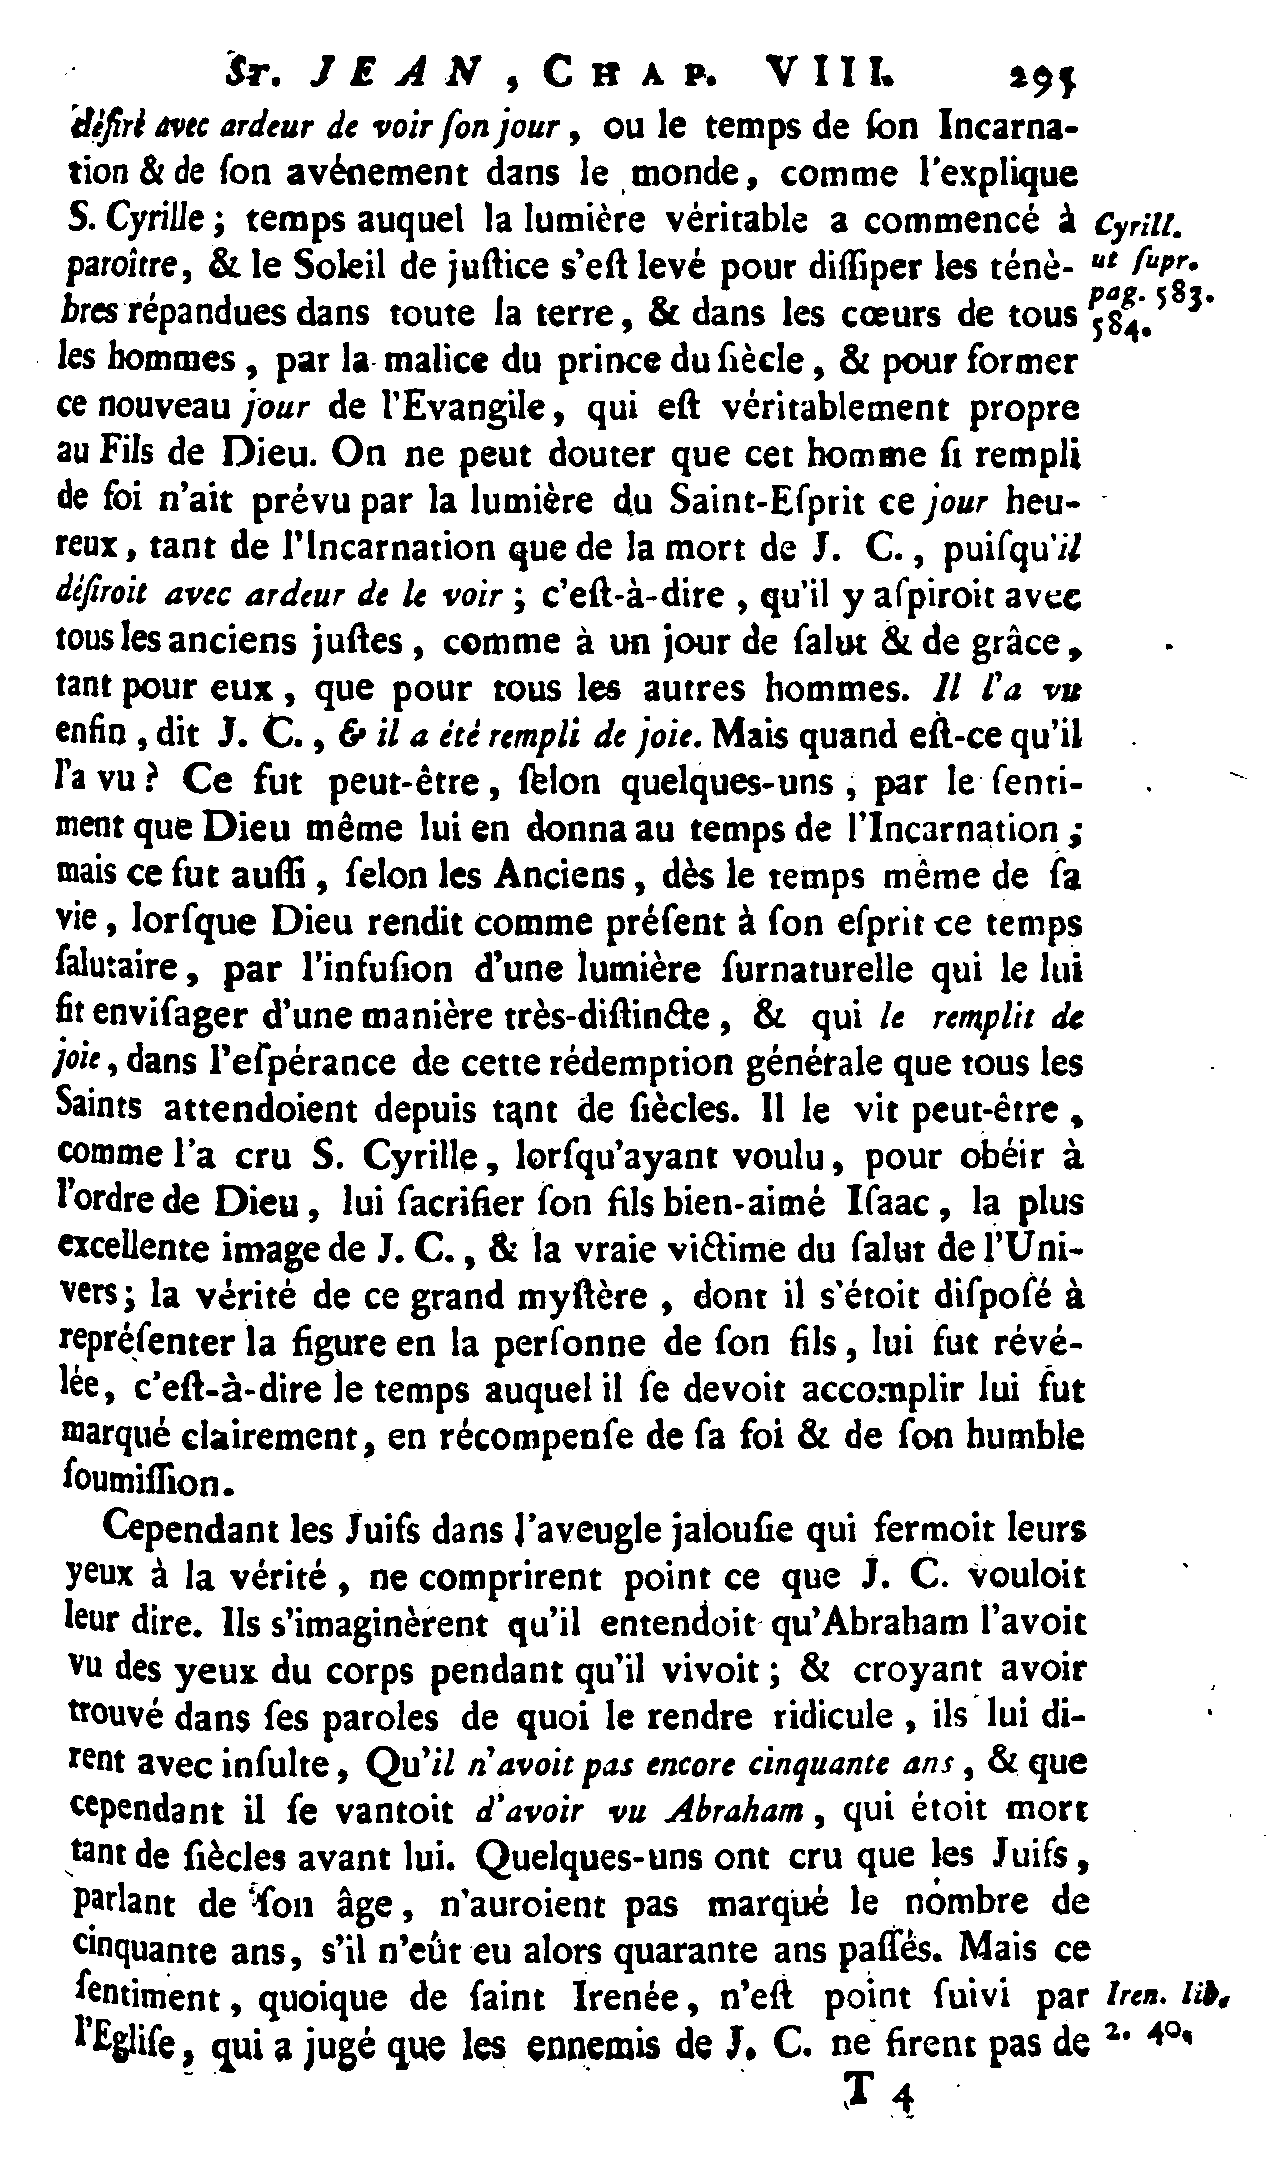 St. JEAN, CHAP. VIII. 295
désiré avec ardeur de voir ſon jour, ou le temps de ſon Incarna-
tion & de ſon avénement dans le monde, comme l'explique
S. Cyrille; temps auquel la lumière véritable a commencé à
Cyrill.
paroître, & le Soleil de juſtice s'eſt levé pour diſſiper les ténè-
ut ſupr.
bres répandues dans toute la terre, & dans les cœurs de tous
pag. 583.
584.
les hommes, par la malice du prince du ſiècle, & pour former
ce nouveau jour de l'Evangile, qui eſt véritablement propre
au Fils de Dieu. On ne peut douter que cet homme ſi rempli
de foi n'ait prévu par la lumière du Saint-Eſprit ce jour heu-
reux, tant de l'Incarnation que de la mort de J. C., puiſqu'il
déſiroit avec ardeur de le voir; c'eſt-à-dire, qu'il y aſpiroit avec
tous les anciens juſtes, comme à un jour de ſalut & de grâce,
tant pour eux, que pour tous les autres hommes. Il l'a vu
enfin, dit J. C., & il a été rempli de joie. Mais quand eſt-ce qu'il
l'a vu? Ce fut peut-être, ſelon quelques-uns, par le ſenti-
ment que Dieu même lui en donna au temps de l'Incarnation;
mais ce fut auſſi, ſelon les Anciens, dès le temps même de ſa
vie, lorſque Dieu rendit comme préſent à ſon eſprit ce temps
ſalutaire, par l'infuſion d'une lumière ſurnaturelle qui le lui
fit enviſager d'une manière très-diſtincte, & qui le remplit de
joie, dans l'eſpérance de cette rédemption générale que tous les
Saints attendoient depuis tant de ſiècles. Il le vit peut-être,
comme l'a cru S. Cyrille, lorſqu'ayant voulu, pour obéir à
l'ordre de Dieu, lui ſacrifier ſon fils bien-aimé Iſaac, la plus
excellente image de J. C., & la vraie victime du ſalut de l'Uni-
vers; la vérité de ce grand myſtère, dont il s'étoit diſpoſé à
repréſenter la figure en la perſonne de ſon fils, lui fut révé-
lée, c'eſt-à-dire le temps auquel il ſe devoit accomplir lui fut
marqué clairement, en récompenſe de ſa foi & de ſon humble
ſoumiſſion.
Cependant les Juifs dans l'aveugle jalouſie qui fermoit leurs
yeux à la vérité, ne comprirent point ce que J. C. vouloit
leur dire. Ils s'imaginèrent qu'il entendoit qu'Abraham l'avoit
vu des yeux du corps pendant qu'il vivoit; & croyant avoir
trouvé dans ſes paroles de quoi le rendre ridicule, ils lui di-
rent avec inſulte, Qu'il n'avoit pas encore cinquante ans, & que
cependant il ſe vantoit d'avoir vu Abraham, qui étoit mort
tant de ſiècles avant lui. Quelques-uns ont cru que les Juifs,
parlant de ſon âge, n'auroient pas marqué le nombre de
cinquante ans, s'il n'eût eu alors quarante ans paſſés. Mais ce
ſentiment, quoique de ſaint Irenée, n'eſt point ſuivi par
Iren. lib.
l'Egliſe, qui a jugé que les ennemis de J. C. ne firent pas de
2. 40.
T 4